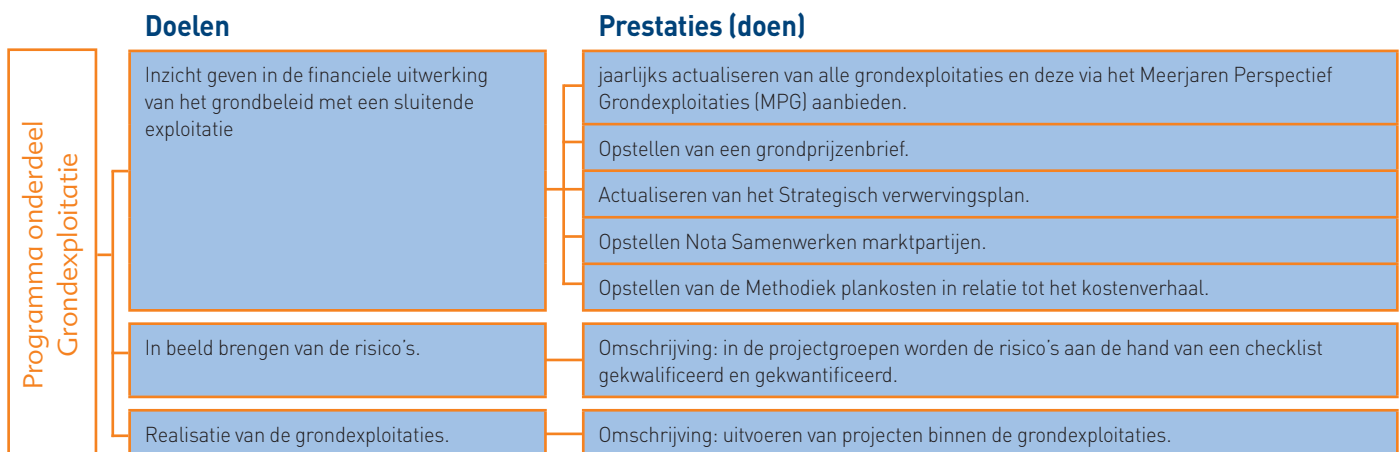 Doelen
Prestaties (doen)
Programma onderdeel
Grondexploitatie
Inzicht geven in de financiele uitwerking
van het grondbeleid met een sluitende
exploitatie
jaarlijks actualiseren van alle grondexploitaties en deze via het Meerjaren Perspectief
Grondexploitaties (MPG) aanbieden.
Opstellen van een grondprijzenbrief.
Actualiseren van het Strategisch verwervingsplan.
Opstellen Nota Samenwerken marktpartijen.
Opstellen van de Methodiek plankosten in relatie tot het kostenverhaal.
In beeld brengen van de risico's.
Omschrijving: in de projectgroepen worden de risico's aan de hand van een checklist
gekwalificeerd en gekwantificeerd.
Realisatie van de grondexploitaties.
Omschrijving: uitvoeren van projecten binnen de grondexploitaties.